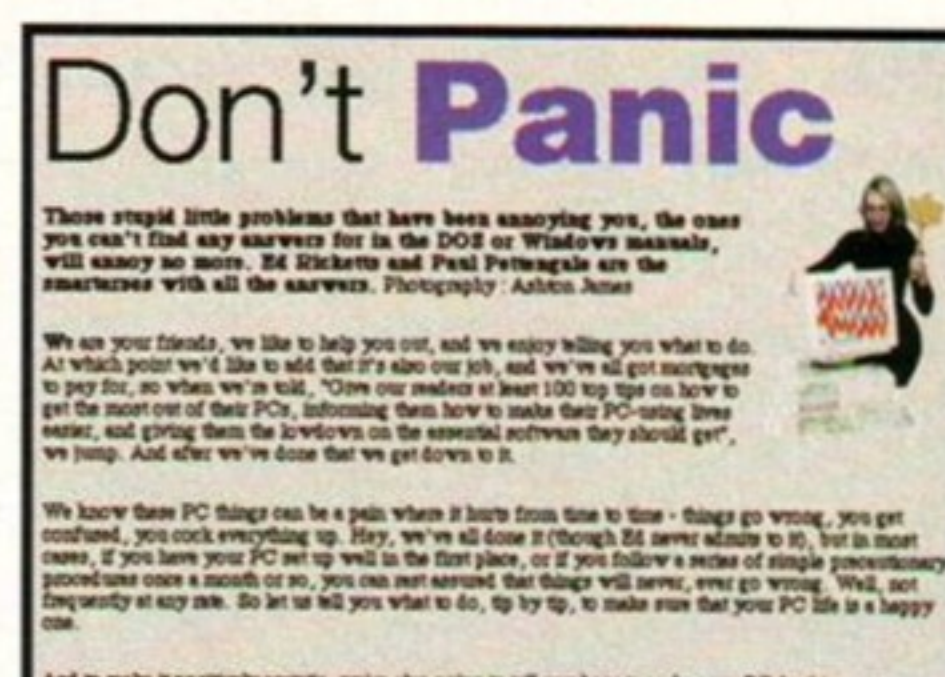 Don't Panic
Those stupid little problems that have been annoying you, the ones
you can't find any answers for in the DOS or Windows manuals,
will annoy no more. Ed Ricketts and Paul Pettengale are the
smartarses with all the answers. Photography: Ashton James
We are your friends, we like to help you out, and we enjoy telling you what to do.
At which point we'd like to add that it's also our job, and we've all got mortgages
to pay for, so when we're told, "Give our readers at least 100 top tips on how to
get the most out of their PCs, informing them how to make their PC-using lives
easier, and giving them the lowdown on the essential software they should get",
we jump. And after we've done that we get down to it.
We know these PC things can be a pain where it hurts from time to time - things go wrong, you get
confused, you cock everything up. Hey, we've all done it (though Ed never admits to it), but in most
cases, if you have your PC set up well in the first place, or if you follow a series of simple precautionary
procedures once a month or so, you can rest assured that things will never, ever go wrong. Well, not
frequently at any rate. So let us tell you what to do, tip by tip, to make sure that your PC life is a happy
one.